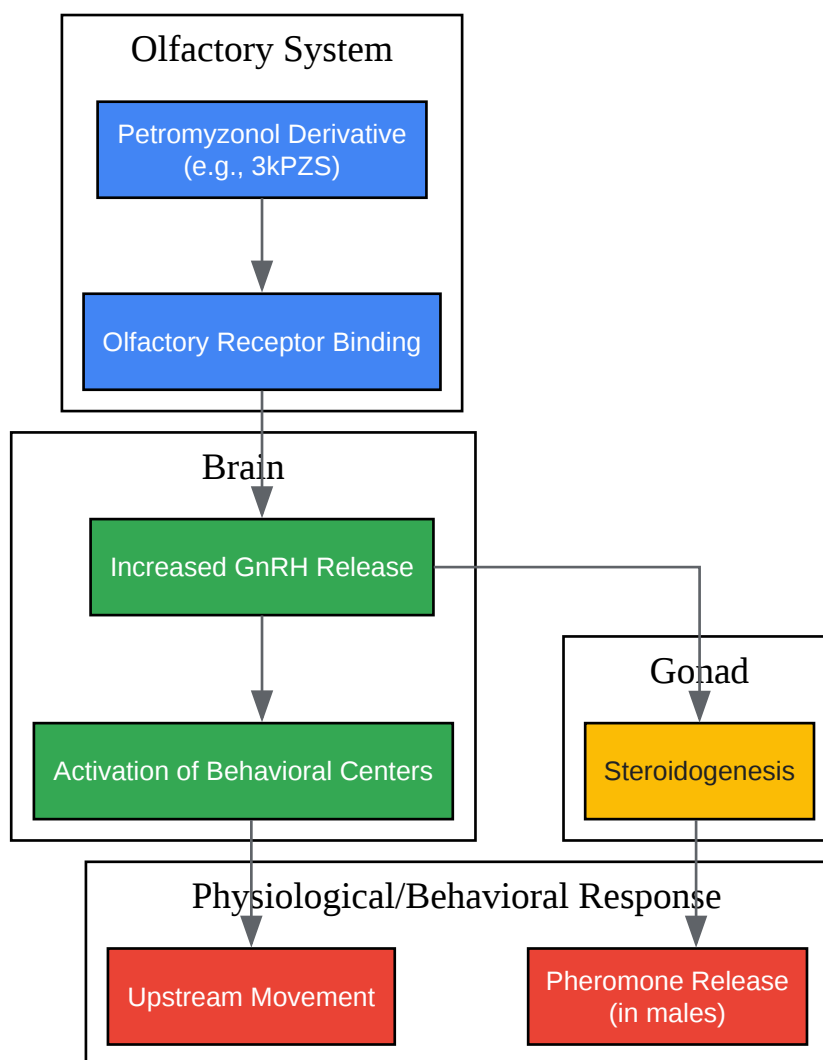 Olfactory System
Petromyzonol Derivative
(e.g., 3kPZS)
Olfactory Receptor Binding
Brain
Increased GnRH Release
Gonad
Activation of Behavioral Centers
Steroidogenesis
Physiological/Behavioral Response
Upstream Movement
Pheromone Release
(in males)